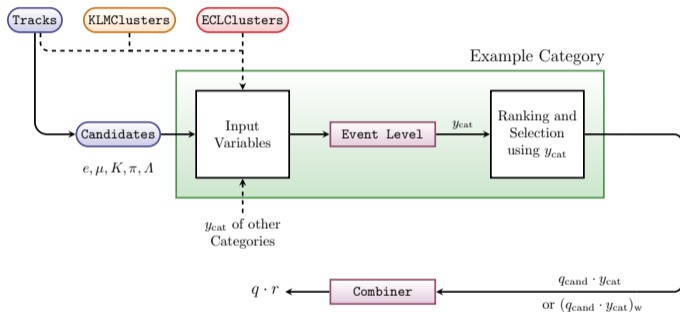 Tracks
KLMClusters
ECLClusters
Example Category
Candidates
e, μ, K, π, Λ
Input
Variables
Event Level
y_cat
Ranking and
Selection
using y_cat
y_cat of other
Categories
q · r
Combiner
q_cand · y_cat
or (q_cand · y_cat)_w